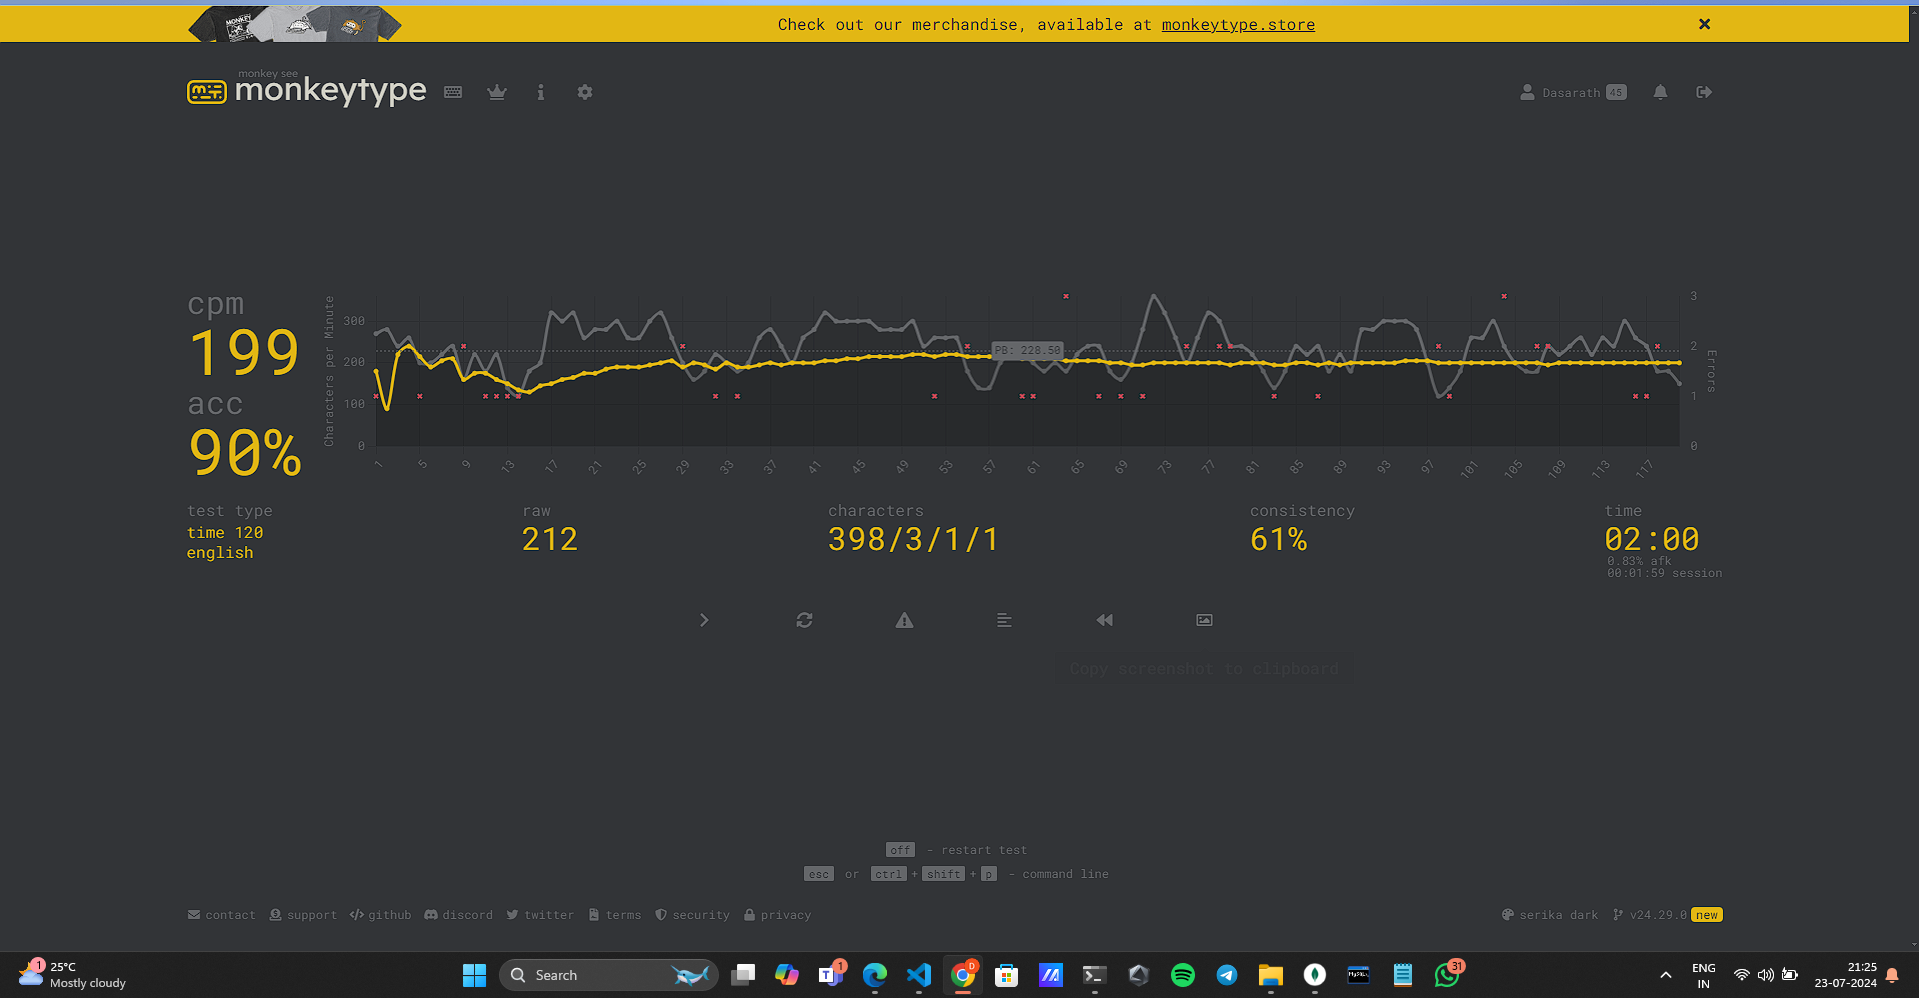 Check out our merchandise, available at monkeytype.store
monkey see
monkeytype
Dasarath 45
cpm
199
acc
90%
Characters per Minute
300
200
100
0
PB: 228.50
3
2
1
0
Errors
1 5 9 13 17 21 25 29 33 37 41 45 49 53 57 61 65 69 73 77 81 85 89 93 97 101 105 109 113 117
test type
time 120
english
raw
212
characters
398/3/1/1
consistency
61%
time
02:00
0.83% afk
00:01:59 session
Copy screenshot to clipboard
off - restart test
esc or ctrl + shift + p - command line
contact support github discord twitter terms security privacy
serika dark v24.29.0 new
1
25°C
Mostly cloudy
Search
1
D
31
ENG
IN
21:25
23-07-2024